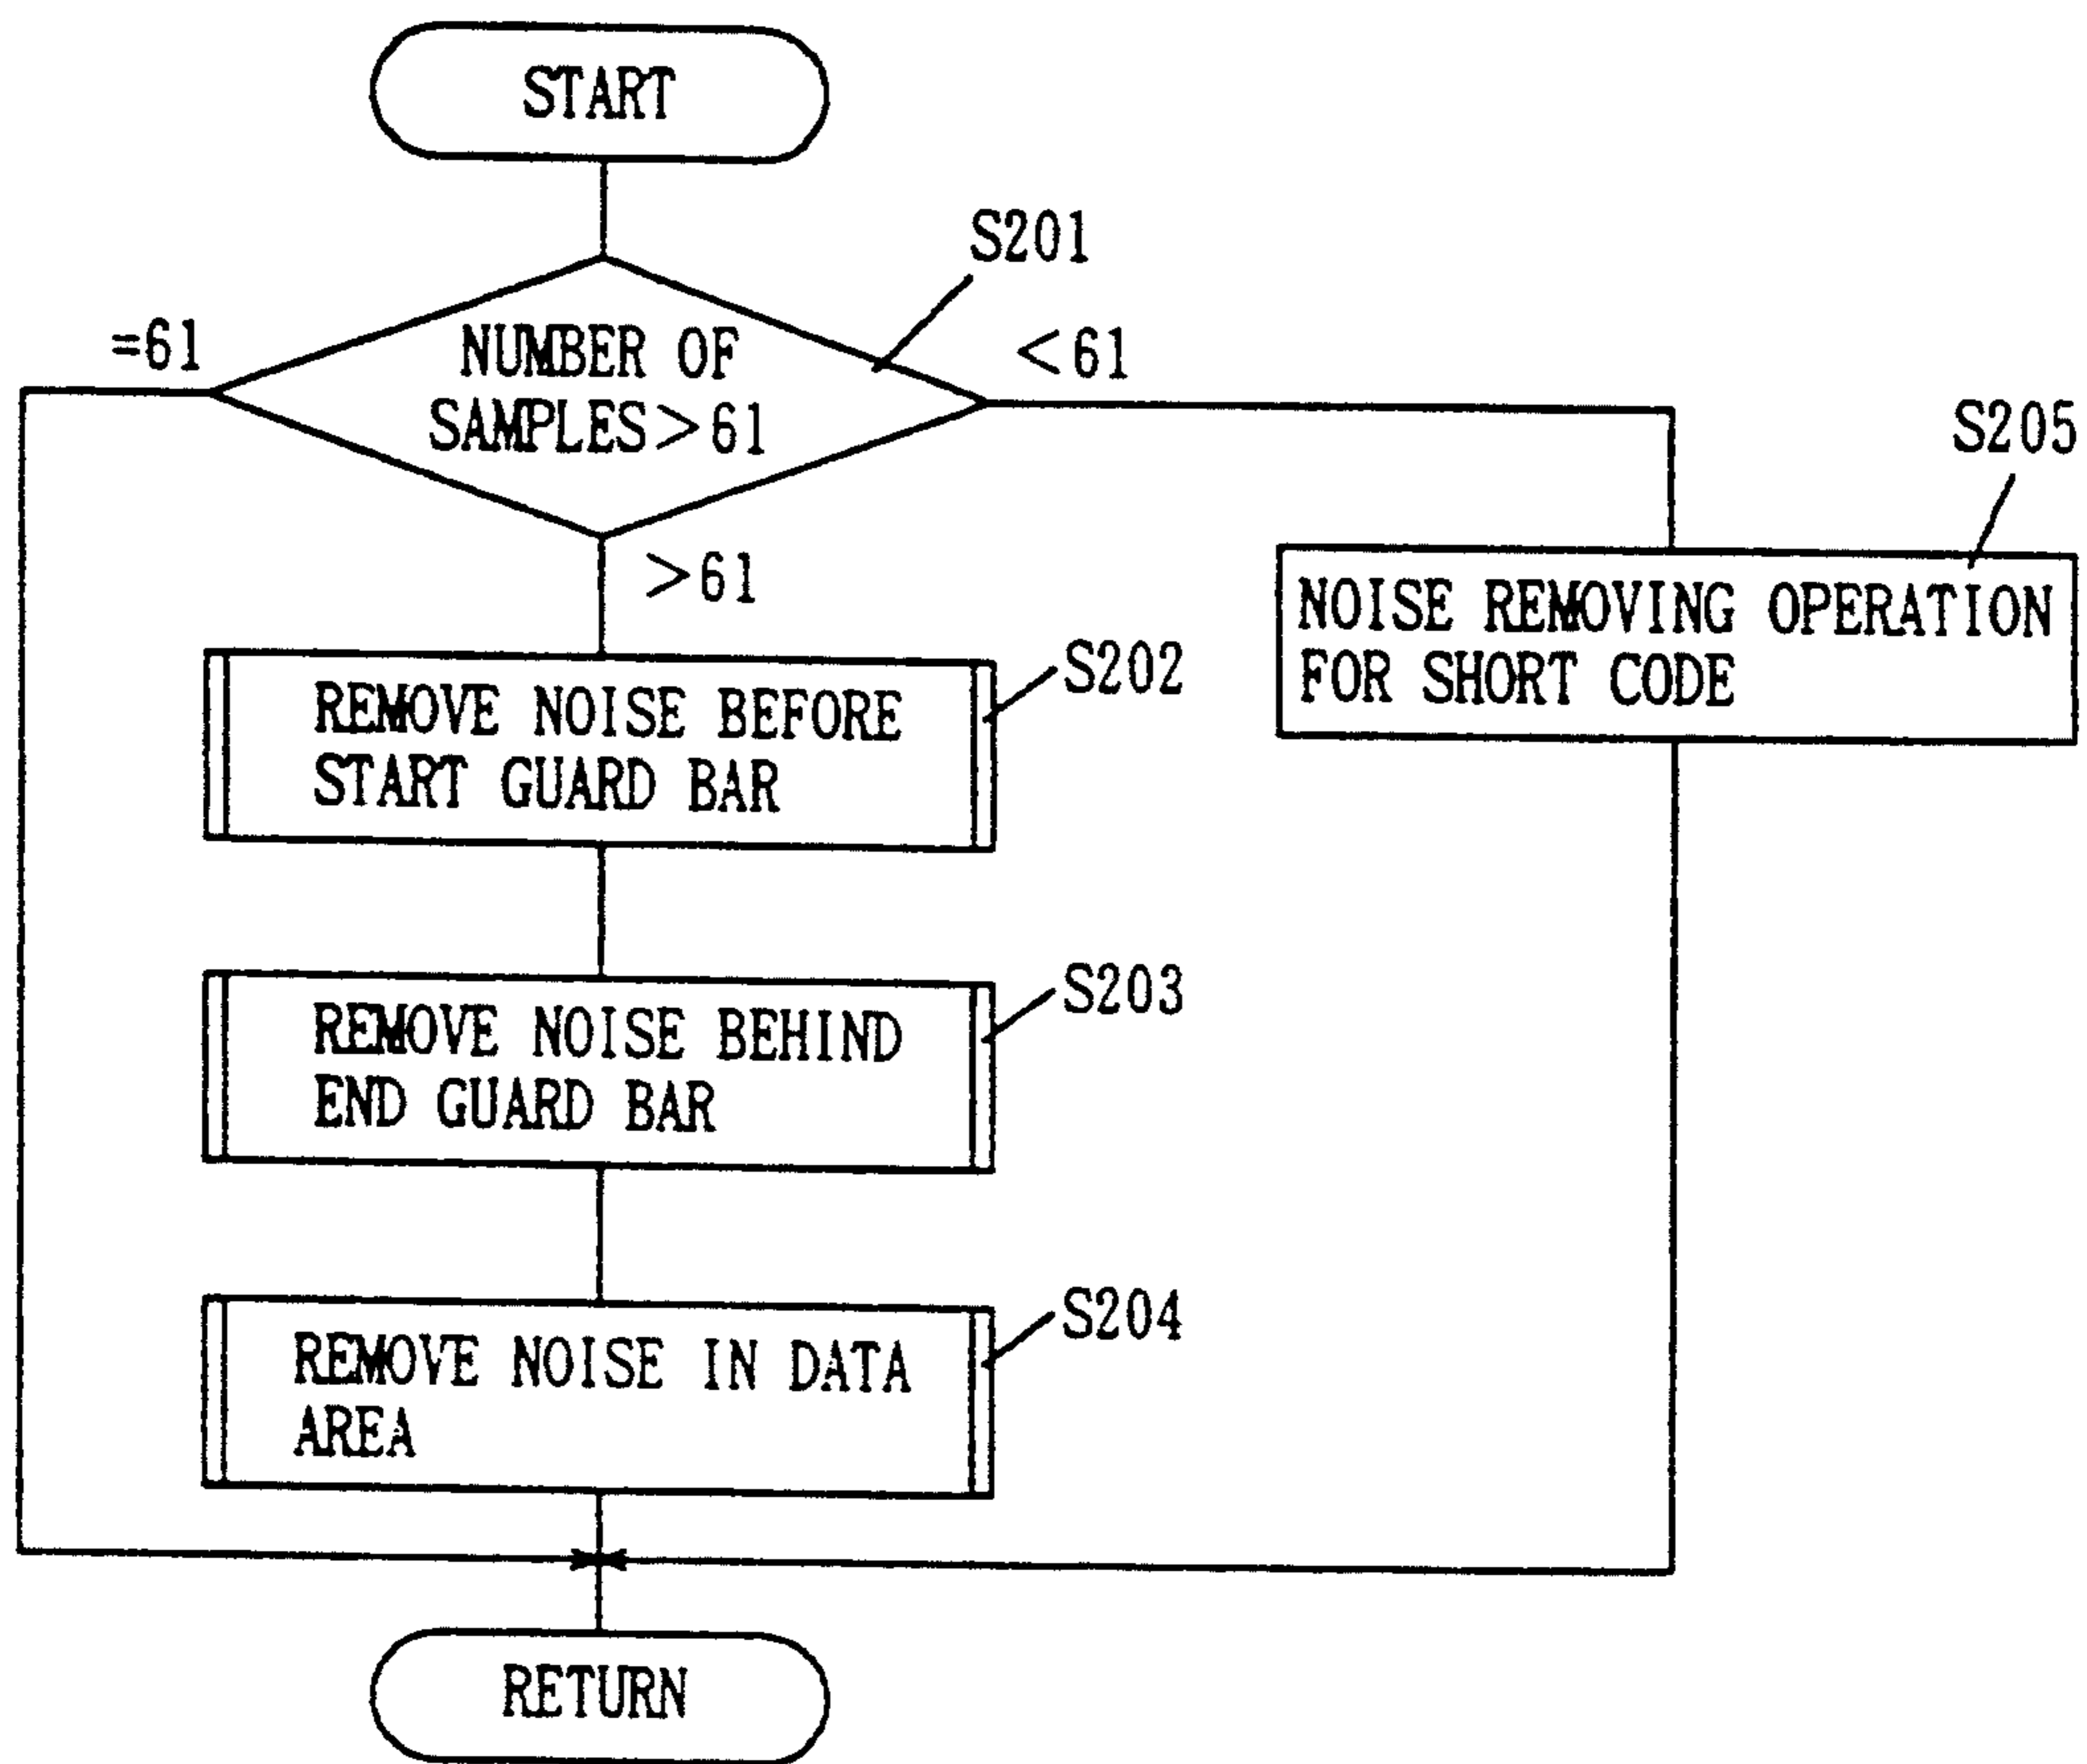 START
S201
=61
NUMBER OF
SAMPLES>61
<61
S205
>61
NOISE REMOVING OPERATION
FOR SHORT CODE
S202
REMOVE NOISE BEFORE
START GUARD BAR
S203
REMOVE NOISE BEHIND
END GUARD BAR
S204
REMOVE NOISE IN DATA
AREA
RETURN